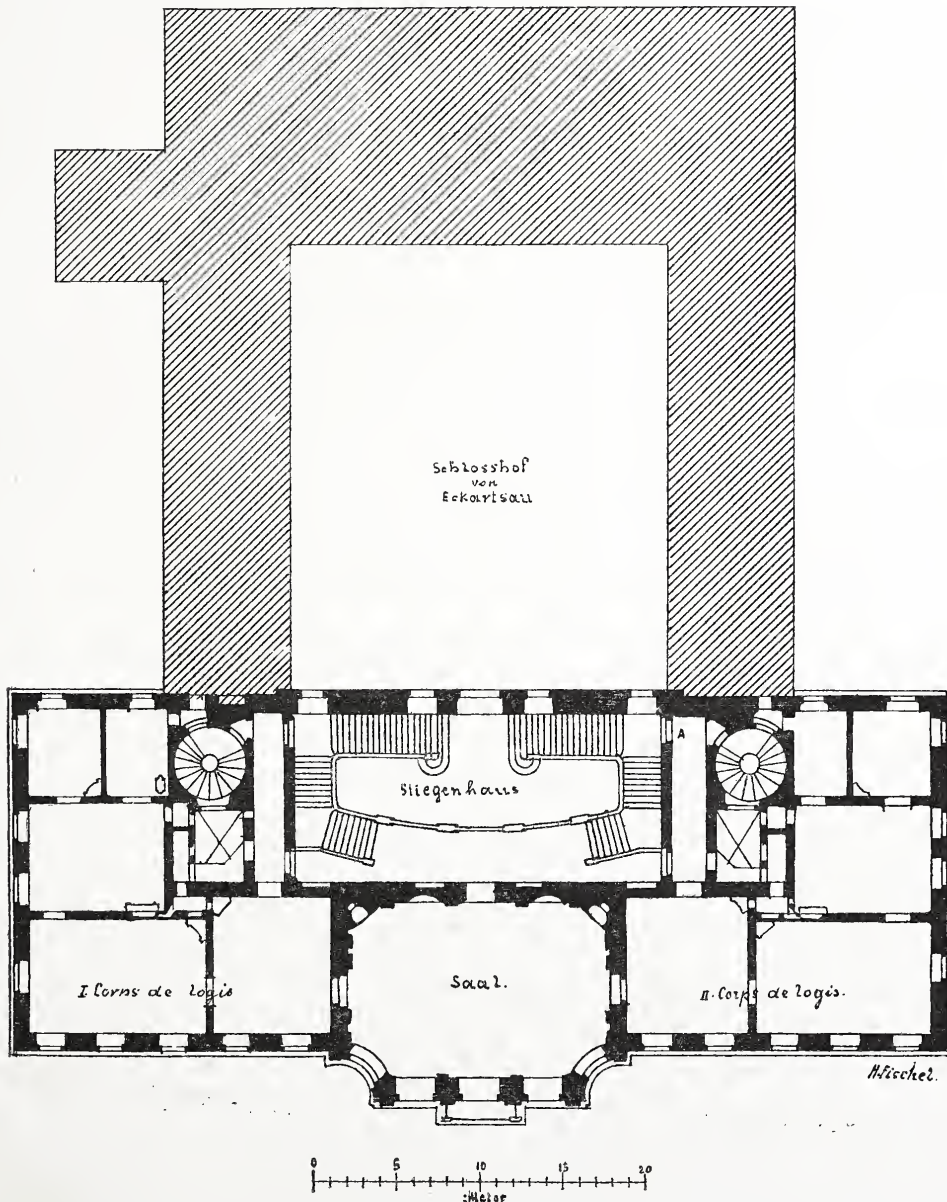 Schlosshof
von
Eckartsau
A
Stiegenhaus
Saal.
I. Corps de logis
II. Corps de logis.
H. Fischel.
0 5 10 15 20
Meter